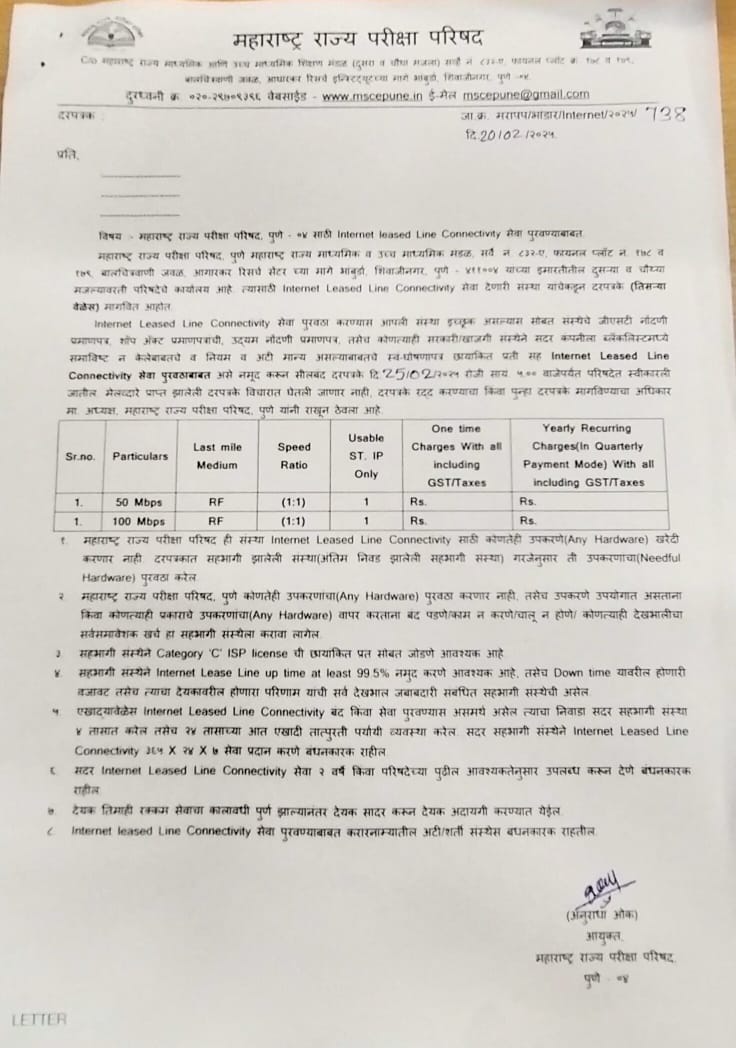 महाराष्ट्र राज्य परीक्षा परिषद
C/o महाराष्ट्र राज्य माध्यमिक आणि उच्च माध्यमिक शिक्षण मंडळ (दुसरा व चौथा मजला) सर्व्हे नं. ८३२-ए, फायनल प्लॉट क्र. १७८ व १७९,
बालचित्रवाणी जवळ, आघारकर रिसर्च इन्स्टिट्यूटच्या मागे भांबुर्डा, शिवाजीनगर, पुणे -०४.
दुरध्वनी क्र. ०२०-२९७०९३१६ वेबसाईड - www.mscepune.in ई-मेल mscepune@gmail.com
दरपत्रक :
जा.क्र. मरापप/भांडार/Internet/२०२५/ 738
दि.20/02/२०२५.
प्रति,
विषय - महाराष्ट्र राज्य परीक्षा परिषद, पुणे - ०४ साठी Internet leased Line Connectivity सेवा पुरवण्याबाबत.
महाराष्ट्र राज्य परीक्षा परिषद, पुणे महाराष्ट्र राज्य माध्यमिक व उच्च माध्यमिक मंडळ, सर्वे नं. ८३२-ए, फायनल प्लॉट नं. १७८ व
१७९, बालचित्रवाणी जवळ, आगारकर रिसर्च सेंटर च्या मागे भांबुर्डा, शिवाजीनगर, पुणे - ४११००४ याच्या इमारतीतील दुसऱ्या व चौथ्या
मजल्यावरती परिषदेचे कार्यालय आहे. त्यासाठी Internet Leased Line Connectivity सेवा देणारी संस्था यांचेकडून दरपत्रके (तिसऱ्या
वेळेस) मागवित आहोत.
Internet Leased Line Connectivity सेवा पुरवठा करण्यास आपली संस्था इच्छूक असल्यास सोबत संस्थेचे जीएसटी नोंदणी
प्रमाणपत्र, शॉप ॲक्ट प्रमाणपत्राची, उद्यम नोंदणी प्रमाणपत्र, तसेच कोणत्याही सरकारी/खाजगी संस्थेने सदर कंपनीला ब्लॅकलिस्टमध्ये
समाविष्ट न केलेबाबतचे व नियम व अटी मान्य असल्याबाबतचे स्व-घोषणापत्र छायांकित प्रती सह Internet Leased Line
Connectivity सेवा पुरवठाबाबत असे नमूद करून सीलबंद दरपत्रके दि.25/02/२०२५ रोजी सायं. ५.०० वाजेपर्यंत परिषदेत स्वीकारली
जातील. मेलव्दारे प्राप्त झालेली दरपत्रके विचारात घेतली जाणार नाही, दरपत्रके रद्द करण्याचा किंवा पुन्हा दरपत्रके मागविण्याचा अधिकार
मा. अध्यक्ष, महाराष्ट्र राज्य परीक्षा परिषद, पुणे यांनी राखून ठेवला आहे.
Sr.no. Particulars Last mile Medium Speed Ratio Usable ST. IP Only One time Charges With all including GST/Taxes Yearly Recurring Charges(In Quarterly Payment Mode) With all including GST/Taxes
1. 50 Mbps RF (1:1) 1 Rs. Rs.
1. 100 Mbps RF (1:1) 1 Rs. Rs.
१. महाराष्ट्र राज्य परीक्षा परिषद ही संस्था Internet Leased Line Connectivity साठी कोणतेही उपकरणे(Any Hardware) खरेदी
करणार नाही. दरपत्रकात सहभागी झालेली संस्था(अंतिम निवड झालेली सहभागी संस्था) गरजेनुसार ती उपकरणांचा(Needful
Hardware) पुरवठा करेल.
२. महाराष्ट्र राज्य परीक्षा परिषद, पुणे कोणतेही उपकरणांचा(Any Hardware) पुरवठा करणार नाही, तसेच उपकरणे उपयोगात असताना
किंवा कोणत्याही प्रकाराचे उपकरणांचा(Any Hardware) वापर करताना बंद पडणे/काम न करणे/चालू न होणे/ कोणत्याही देखभालीचा
सर्वसमावेशक खर्च हा सहभागी संस्थेला करावा लागेल.
३. सहभागी संस्थेने Category 'C' ISP license ची छायांकित प्रत सोबत जोडणे आवश्यक आहे.
४. सहभागी संस्थेने Internet Lease Line up time at least 99.5% नमूद करणे आवश्यक आहे, तसेच Down time यावरील होणारी
वजावट तसेच त्याचा देयकावरील होणारा परिणाम यांची सर्व देखभाल जबाबदारी संबंधित सहभागी संस्थेची असेल.
५. एखाद्यावेळेस Internet Leased Line Connectivity बंद किंवा सेवा पुरवण्यास असमर्थ असेल त्याचा निवाडा सदर सहभागी संस्था
४ तासात करेल तसेच २४ तासाच्या आत एखादी तात्पुरती पर्यायी व्यवस्था करेल. सदर सहभागी संस्थेने Internet Leased Line
Connectivity ३६५ X २४ X ७ सेवा प्रदान करणे बंधनकारक राहील.
६. सदर Internet Leased Line Connectivity सेवा २ वर्षे किंवा परिषदेच्या पुढील आवश्यकतेनुसार उपलब्ध करून देणे बंधनकारक
राहील.
७. देयक तिमाही रक्कम सेवाचा कालावधी पुर्ण झाल्यानंतर देयक सादर करून देयक अदायगी करण्यात येईल.
८. Internet leased Line Connectivity सेवा पुरवण्याबाबत करारनाम्यातील अटी/शर्ती संस्थेस बंधनकारक राहतील.
(अनुराधा ओक)
आयुक्त,
महाराष्ट्र राज्य परीक्षा परिषद,
पुणे - ०४
LETTER